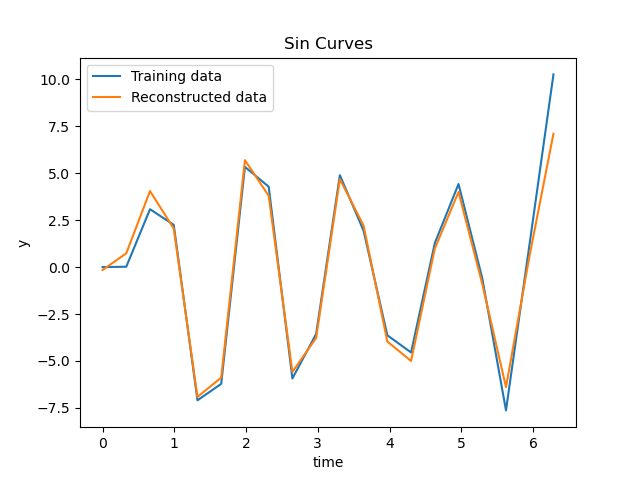 Sin Curves
Training data
Reconstructed data
10.0
7.5
5.0
2.5
0.0
−2.5
−5.0
−7.5
y
0 1 2 3 4 5 6
time